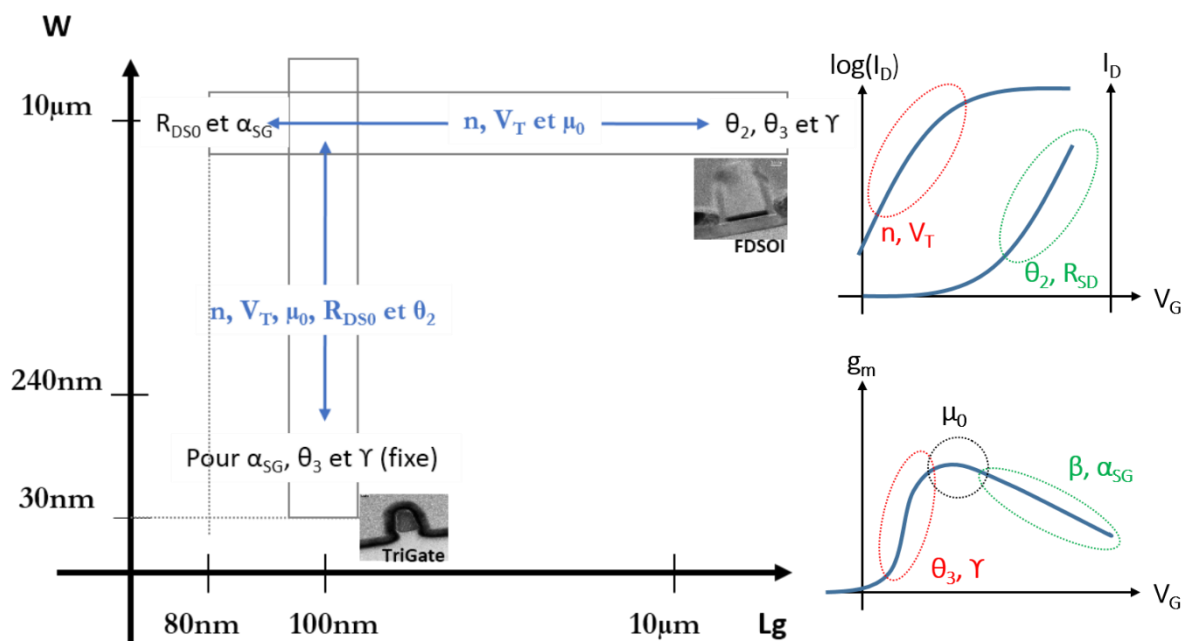 W
10µm
R_DS0 et α_SG
n, V_T et µ_0
θ_2, θ_3 et ϒ
FDSOI
n, V_T, µ_0, R_DS0 et θ_2
240nm
Pour α_SG, θ_3 et ϒ (fixe)
30nm
TriGate
80nm
100nm
10µm
Lg
log(I_D)
I_D
n, V_T
θ_2, R_SD
V_G
g_m
µ_0
β, α_SG
θ_3, ϒ
V_G